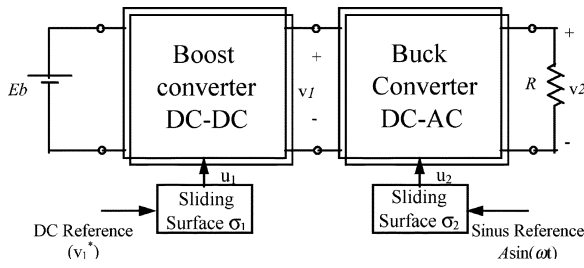 Boost
converter
DC-DC
Buck
Converter
DC-AC
Eb
+
v1
-
+
R
v2
-
u1
u2
Sliding
Surface σ1
Sliding
Surface σ2
DC Reference
(v1*)
Sinus Reference
Asin(ωt)